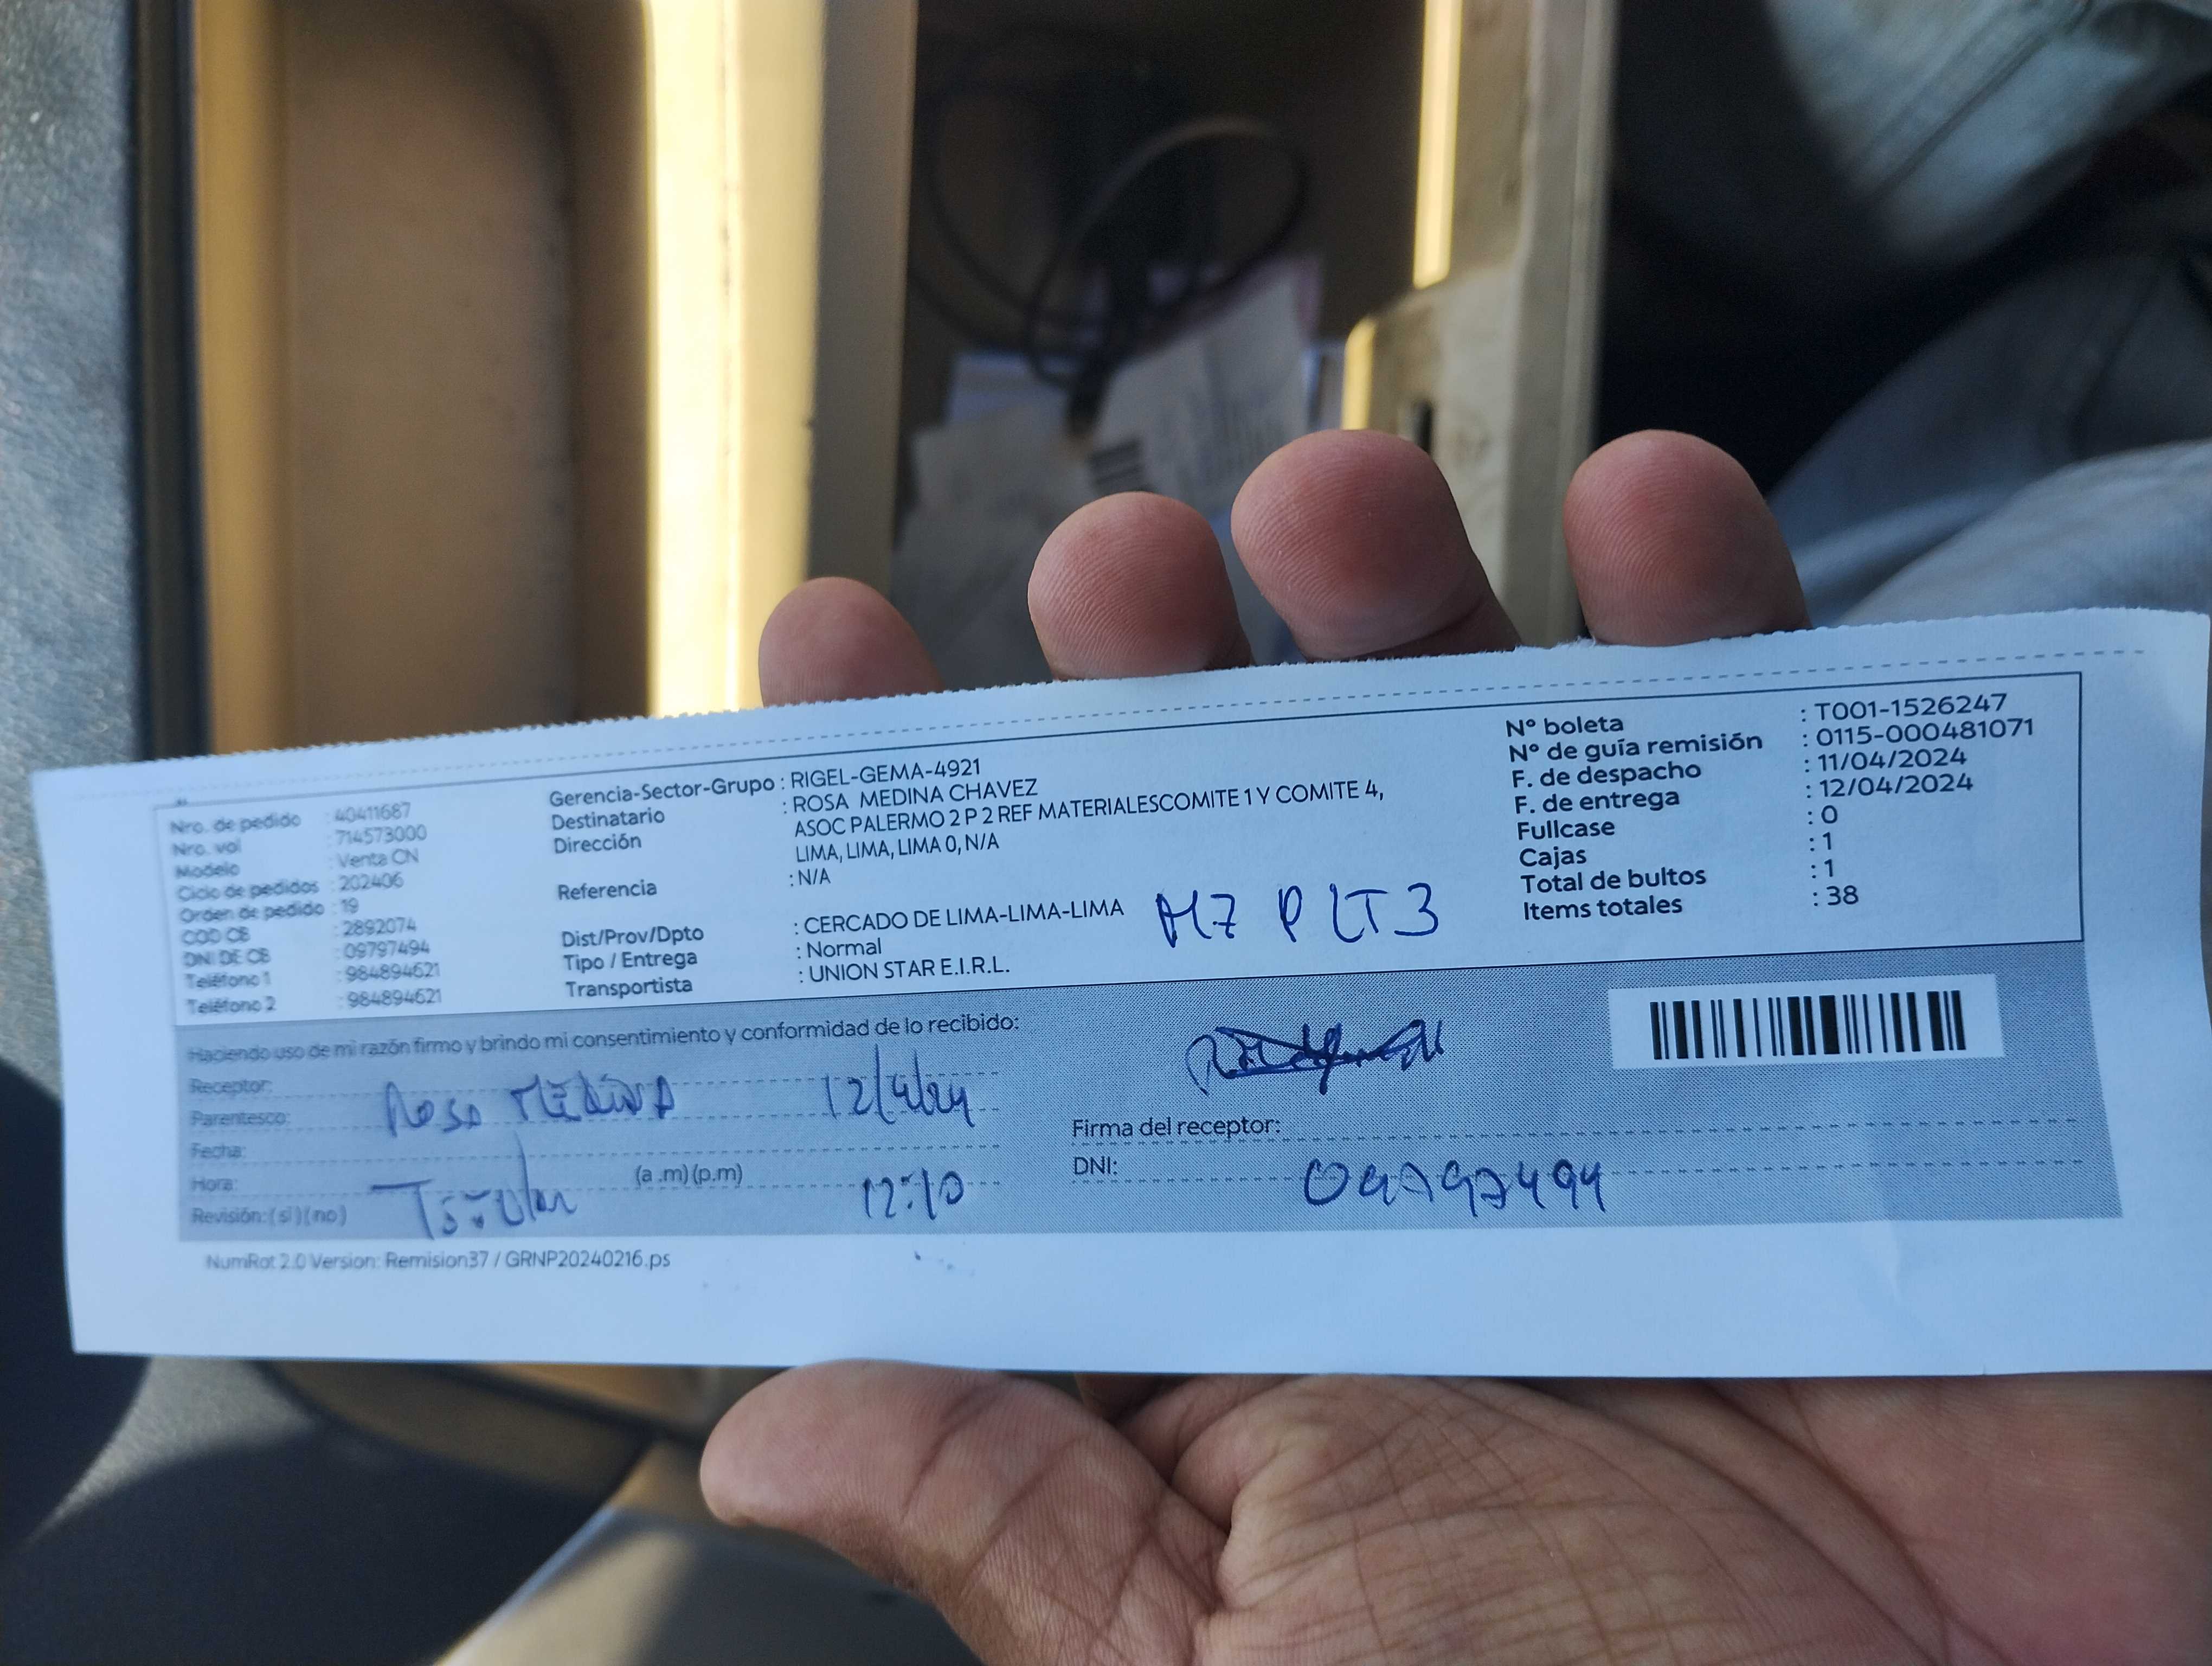 Nro. de pedido : 40411687
Nro. vol : 714573000
Modelo : Venta CN
Ciclo de pedidos : 202406
Orden de pedido : 19
COD CB : 2892074
DNI DE CB : 09797494
Teléfono 1 : 984894621
Teléfono 2 : 984894621
Gerencia-Sector-Grupo : RIGEL-GEMA-4921
Destinatario : ROSA MEDINA CHAVEZ
Dirección : ASOC PALERMO 2 P 2 REF MATERIALESCOMITE 1 Y COMITE 4,
LIMA, LIMA, LIMA 0, N/A
Referencia : N/A
Dist/Prov/Dpto : CERCADO DE LIMA-LIMA-LIMA
Tipo / Entrega : Normal
Transportista : UNION STAR E.I.R.L.
MZ P LT 3
N° boleta : T001-1526247
N° de guía remisión : 0115-000481071
F. de despacho : 11/04/2024
F. de entrega : 12/04/2024
Fullcase : 0
Cajas : 1
Total de bultos : 1
Items totales : 38
Haciendo uso de mi razón firmo y brindo mi consentimiento y conformidad de lo recibido:
Receptor:
Parentesco: Rosa MEDINA 12/4/24
Fecha:
Hora: (a.m) (p.m) 12:10
Revisión: (si) (no) Titular
Firma del receptor:
DNI: 09797494
NumRot 2.0 Version: Remision37 / GRNP20240216.ps